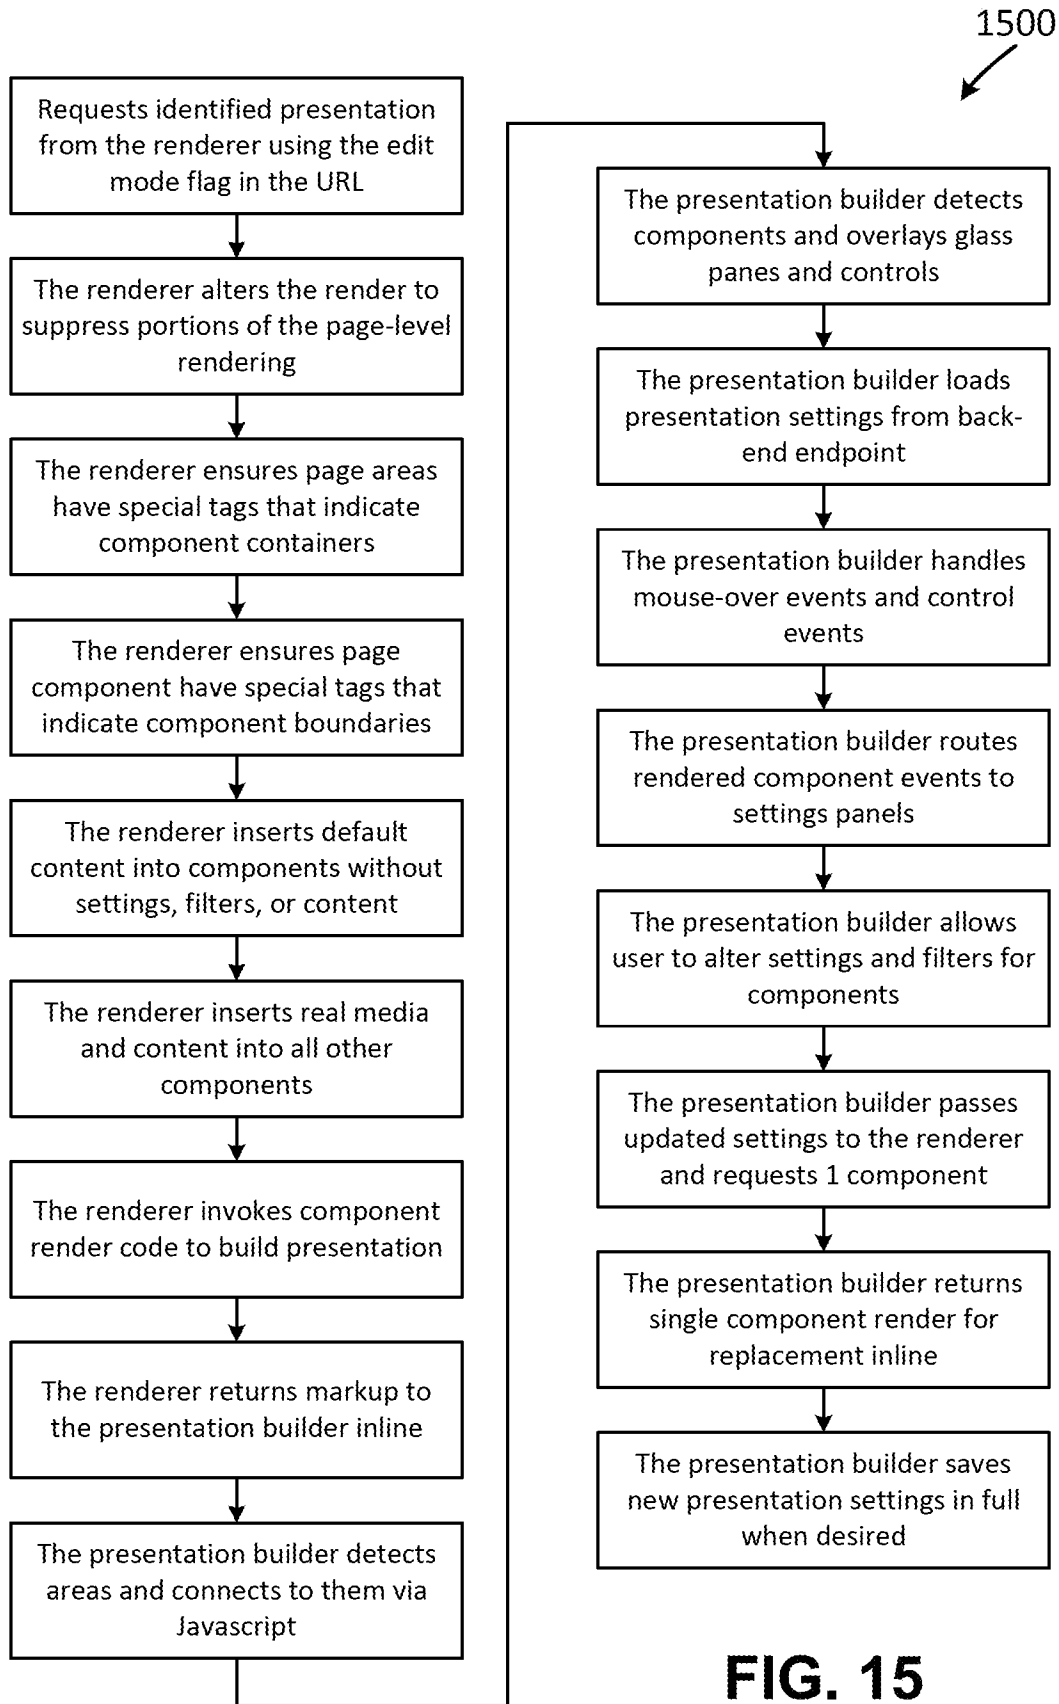 1500
Requests identified presentation
from the renderer using the edit
mode flag in the URL
The renderer alters the render to
suppress portions of the page-level
rendering
The renderer ensures page areas
have special tags that indicate
component containers
The renderer ensures page
component have special tags that
indicate component boundaries
The renderer inserts default
content into components without
settings, filters, or content
The renderer inserts real media
and content into all other
components
The renderer invokes component
render code to build presentation
The renderer returns markup to
the presentation builder inline
The presentation builder detects
areas and connects to them via
Javascript
The presentation builder detects
components and overlays glass
panes and controls
The presentation builder loads
presentation settings from back-
end endpoint
The presentation builder handles
mouse-over events and control
events
The presentation builder routes
rendered component events to
settings panels
The presentation builder allows
user to alter settings and filters for
components
The presentation builder passes
updated settings to the renderer
and requests 1 component
The presentation builder returns
single component render for
replacement inline
The presentation builder saves
new presentation settings in full
when desired
FIG. 15